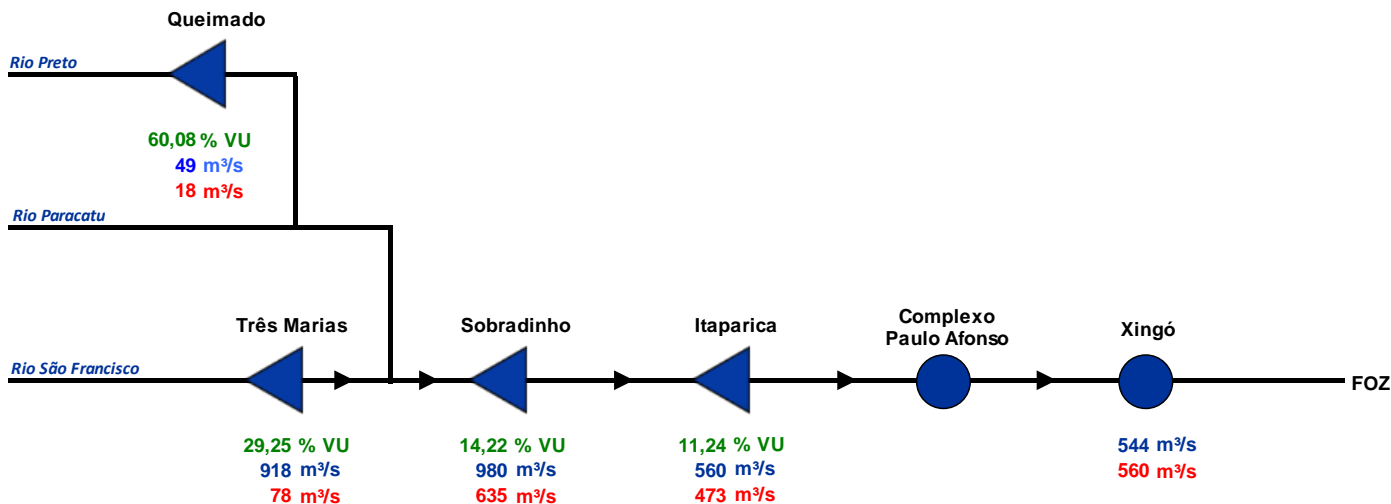 Queimado
Rio Preto
60,08 % VU
49 m³/s
18 m³/s
Rio Paracatu
Três Marias
Sobradinho
Itaparica
Complexo
Paulo Afonso
Xingó
Rio São Francisco
FOZ
29,25 % VU
918 m³/s
78 m³/s
14,22 % VU
980 m³/s
635 m³/s
11,24 % VU
560 m³/s
473 m³/s
544 m³/s
560 m³/s